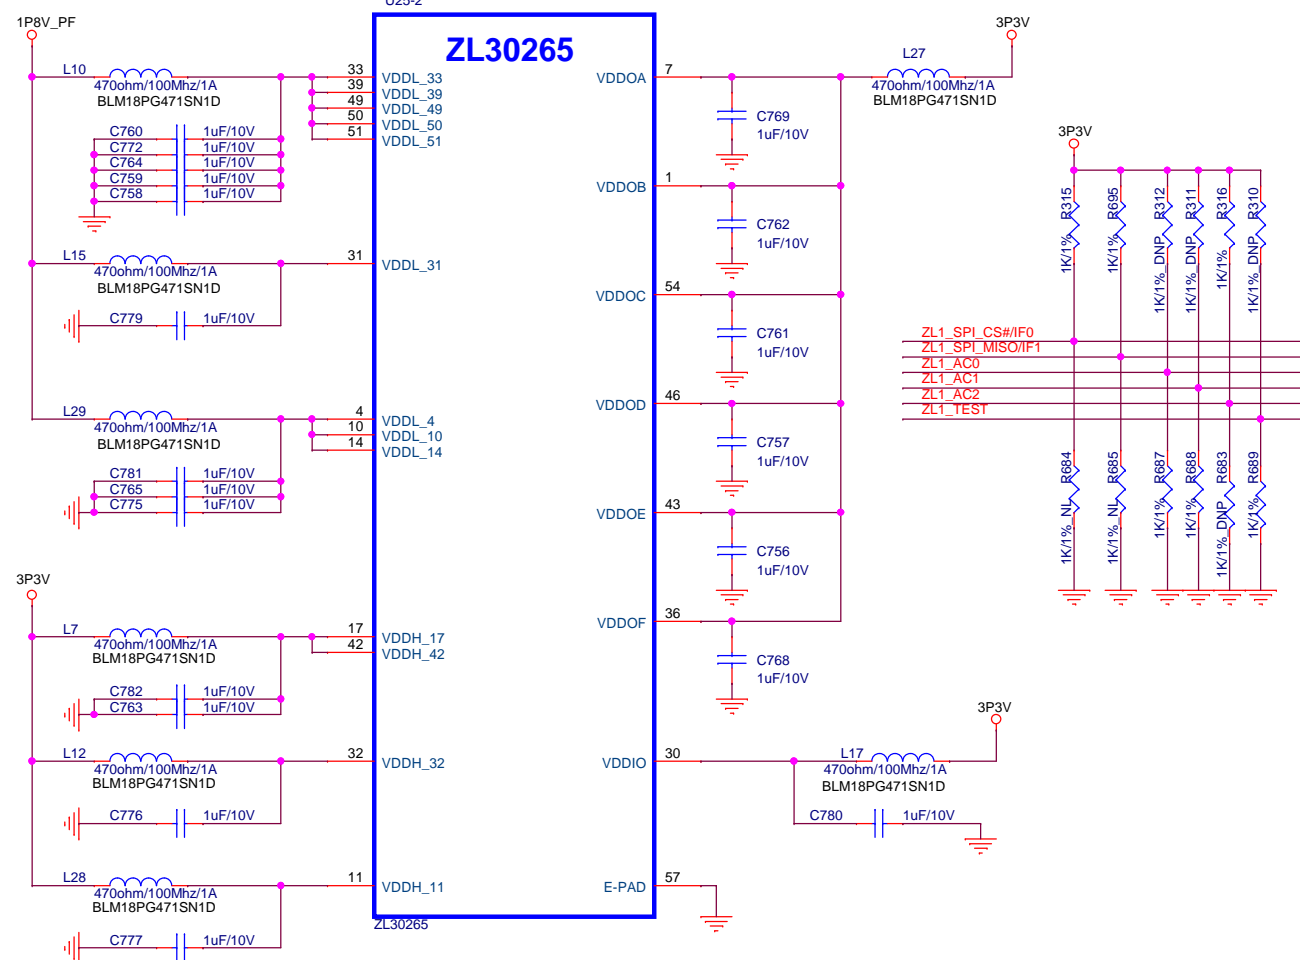 U25-2
1P8V_PF
ZL30265
3P3V
L10
470ohm/100Mhz/1A
BLM18PG471SN1D
33 VDDL_33
39 VDDL_39
49 VDDL_49
50 VDDL_50
51 VDDL_51
C760 1uF/10V
C772 1uF/10V
C764 1uF/10V
C759 1uF/10V
C758 1uF/10V
L15
470ohm/100Mhz/1A
BLM18PG471SN1D
31 VDDL_31
C779 1uF/10V
L29
470ohm/100Mhz/1A
BLM18PG471SN1D
4 VDDL_4
10 VDDL_10
14 VDDL_14
C781 1uF/10V
C765 1uF/10V
C775 1uF/10V
3P3V
L7
470ohm/100Mhz/1A
BLM18PG471SN1D
17 VDDH_17
42 VDDH_42
C782 1uF/10V
C763 1uF/10V
L12
470ohm/100Mhz/1A
BLM18PG471SN1D
32 VDDH_32
C776 1uF/10V
L28
470ohm/100Mhz/1A
BLM18PG471SN1D
11 VDDH_11
C777 1uF/10V
ZL30265
VDDOA 7
C769
1uF/10V
L27
470ohm/100Mhz/1A
BLM18PG471SN1D
VDDOB 1
C762
1uF/10V
VDDOC 54
C761
1uF/10V
VDDOD 46
C757
1uF/10V
VDDOE 43
C756
1uF/10V
VDDOF 36
C768
1uF/10V
3P3V
VDDIO 30
L17
470ohm/100Mhz/1A
BLM18PG471SN1D
C780 1uF/10V
E-PAD 57
3P3V
1K/1% R315
1K/1% R695
1K/1%_DNP R312
1K/1%_DNP R311
1K/1% R316
1K/1%_DNP R310
ZL1_SPI_CS#/IF0
ZL1_SPI_MISO/IF1
ZL1_AC0
ZL1_AC1
ZL1_AC2
ZL1_TEST
1K/1%_NL R684
1K/1%_NL R685
1K/1% R687
1K/1% R688
1K/1%_DNP R683
1K/1% R689